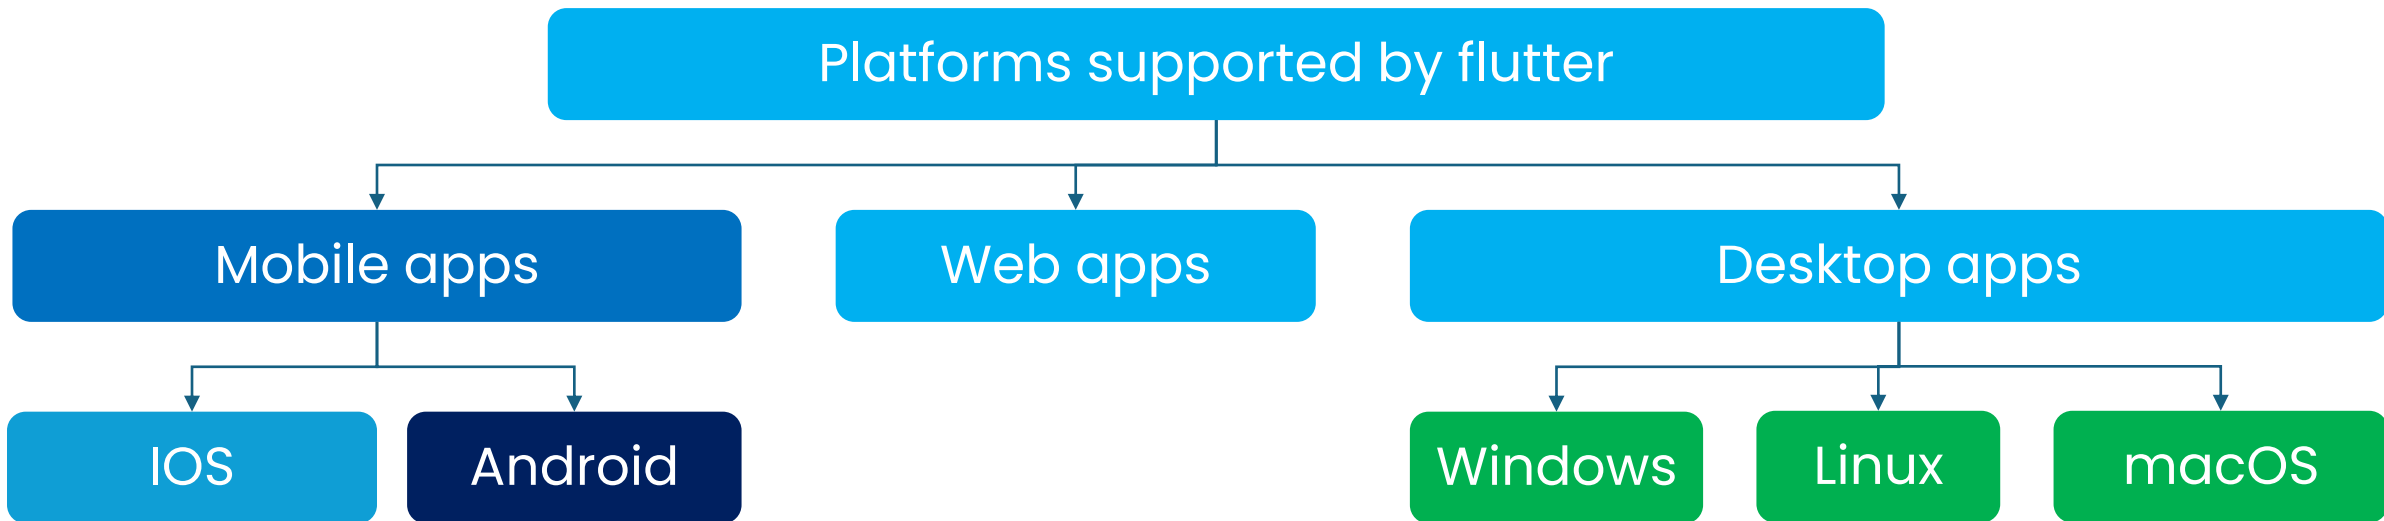 Platforms supported by flutter
Mobile apps
Web apps
Desktop apps
IOS
Android
Windows
Linux
macOS